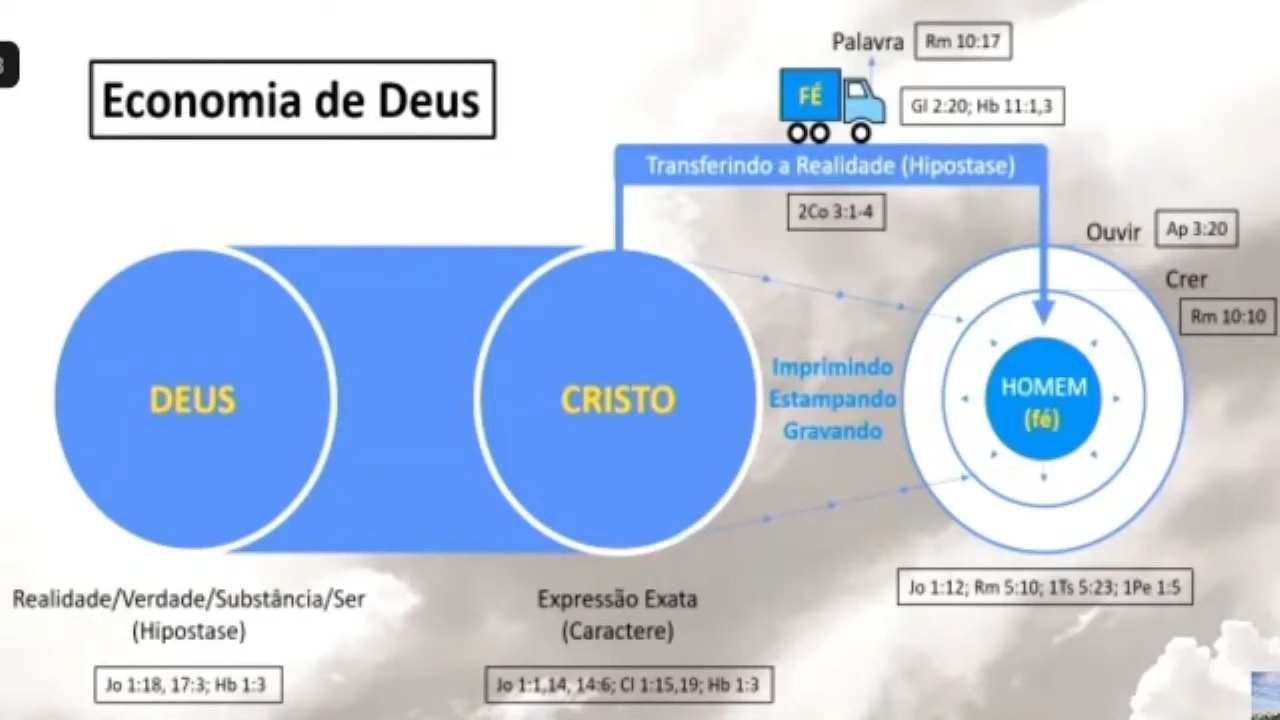 Palavra
Rm 10:17
Economia de Deus
FÉ
Gl 2:20; Hb 11:1,3
Transferindo a Realidade (Hipostase)
2Co 3:1-4
Ouvir
Ap 3:20
Crer
Rm 10:10
DEUS
CRISTO
Imprimindo
Estampando
Gravando
HOMEM
(fé)
Jo 1:12; Rm 5:10; 1Ts 5:23; 1Pe 1:5
Realidade/Verdade/Substância/Ser
(Hipostase)
Expressão Exata
(Caractere)
Jo 1:18, 17:3; Hb 1:3
Jo 1:1,14, 14:6; Cl 1:15,19; Hb 1:3